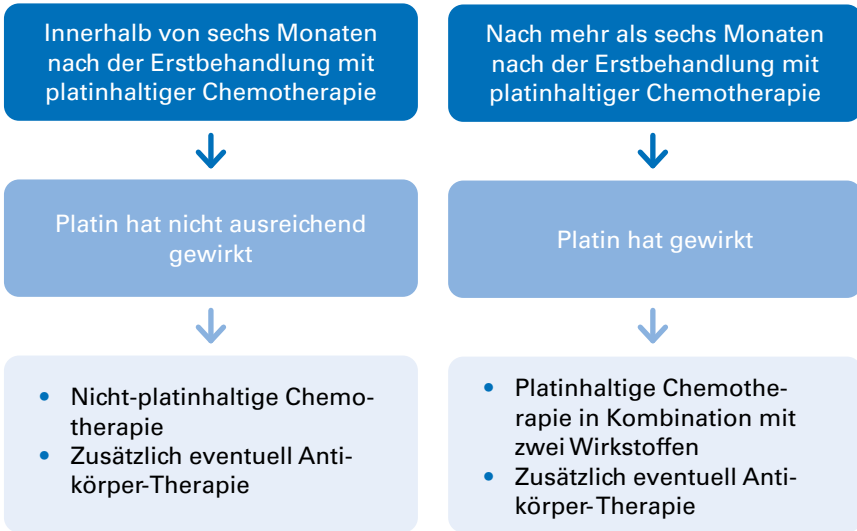 Innerhalb von sechs Monaten
nach der Erstbehandlung mit
platinhaltiger Chemotherapie
Platin hat nicht ausreichend
gewirkt
• Nicht-platinhaltige Chemo-
therapie
• Zusätzlich eventuell Anti-
körper-Therapie
Nach mehr als sechs Monaten
nach der Erstbehandlung mit
platinhaltiger Chemotherapie
Platin hat gewirkt
• Platinhaltige Chemothe-
rapie in Kombination mit
zwei Wirkstoffen
• Zusätzlich eventuell Anti-
körper-Therapie